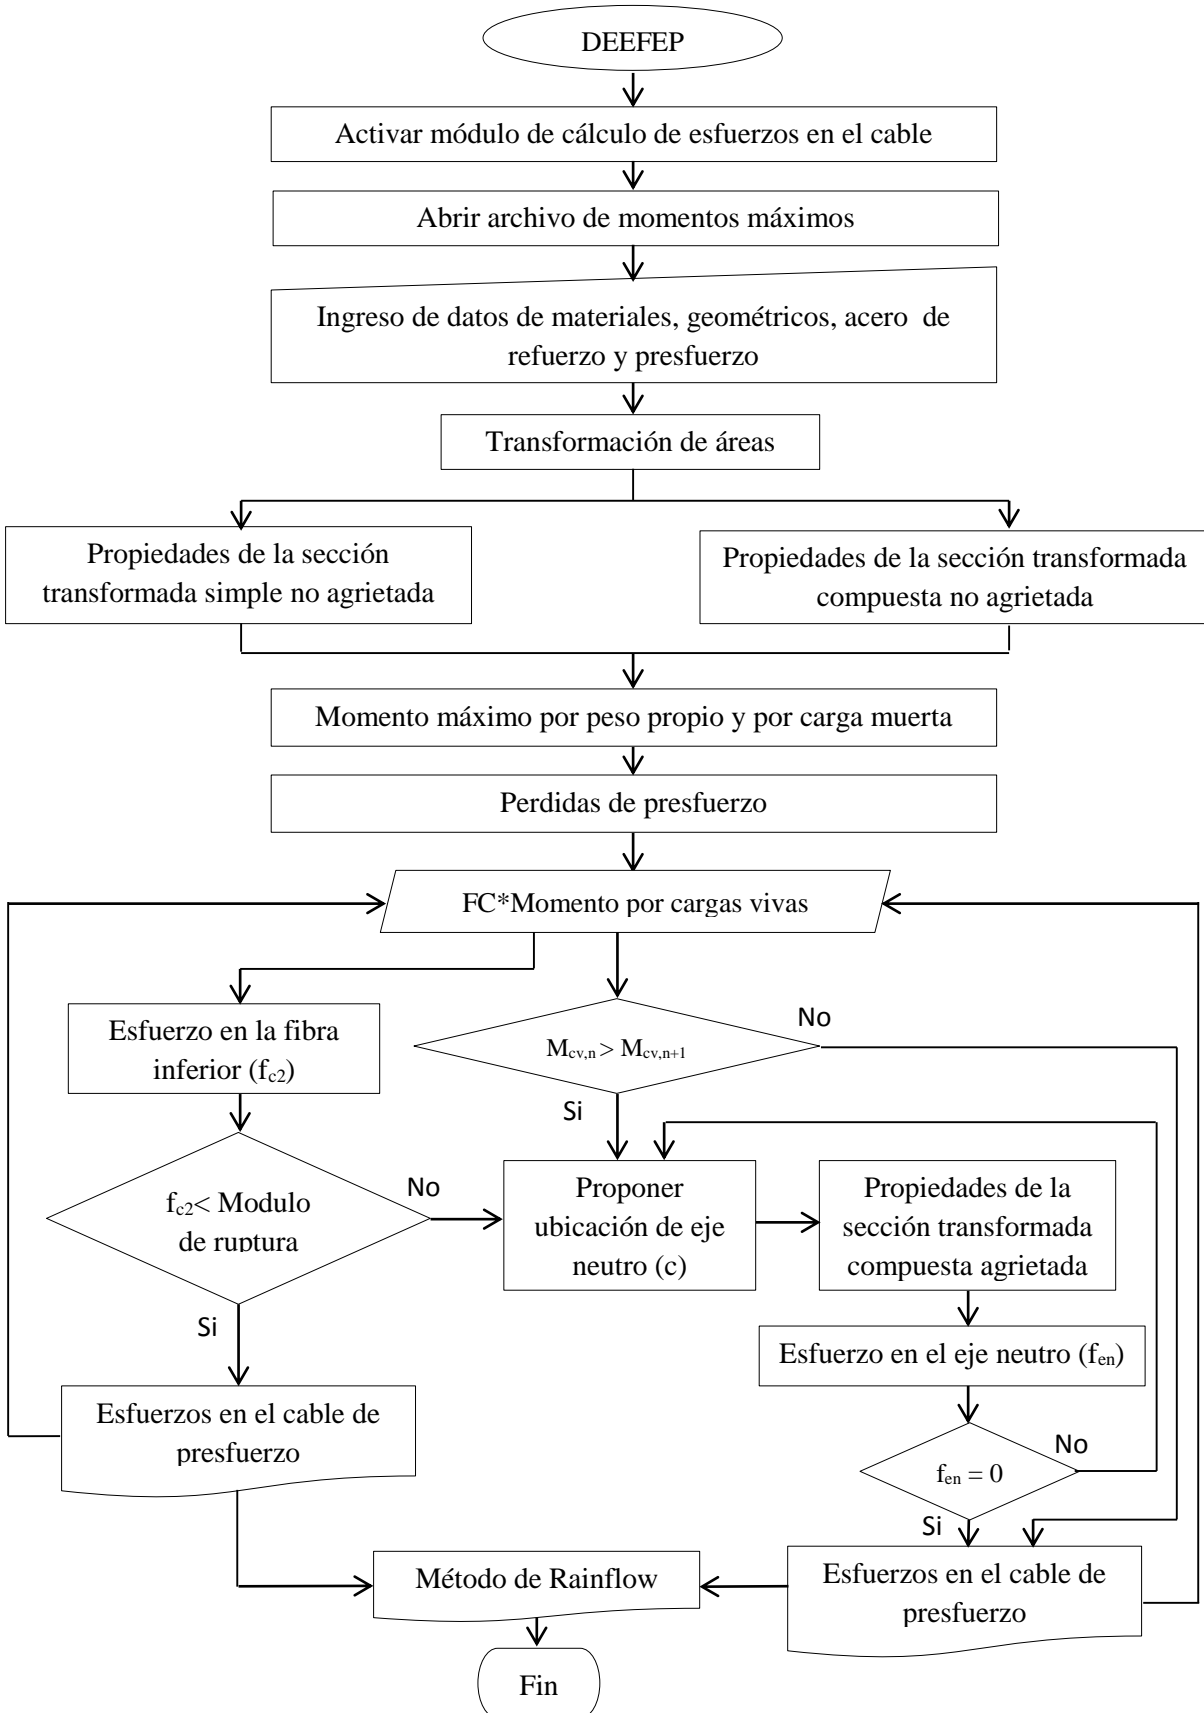 DEEFEP
Activar módulo de cálculo de esfuerzos en el cable
Abrir archivo de momentos máximos
Ingreso de datos de materiales, geométricos, acero de
refuerzo y presfuerzo
Transformación de áreas
Propiedades de la sección
transformada simple no agrietada
Propiedades de la sección transformada
compuesta no agrietada
Momento máximo por peso propio y por carga muerta
Perdidas de presfuerzo
FC*Momento por cargas vivas
Esfuerzo en la fibra
inferior (fc2)
Mcv,n > Mcv,n+1
No
Si
fc2< Modulo
de ruptura
No
Si
Proponer
ubicación de eje
neutro (c)
Propiedades de la
sección transformada
compuesta agrietada
Esfuerzo en el eje neutro (fen)
fen = 0
No
Si
Esfuerzos en el cable de
presfuerzo
Esfuerzos en el cable de
presfuerzo
Método de Rainflow
Fin